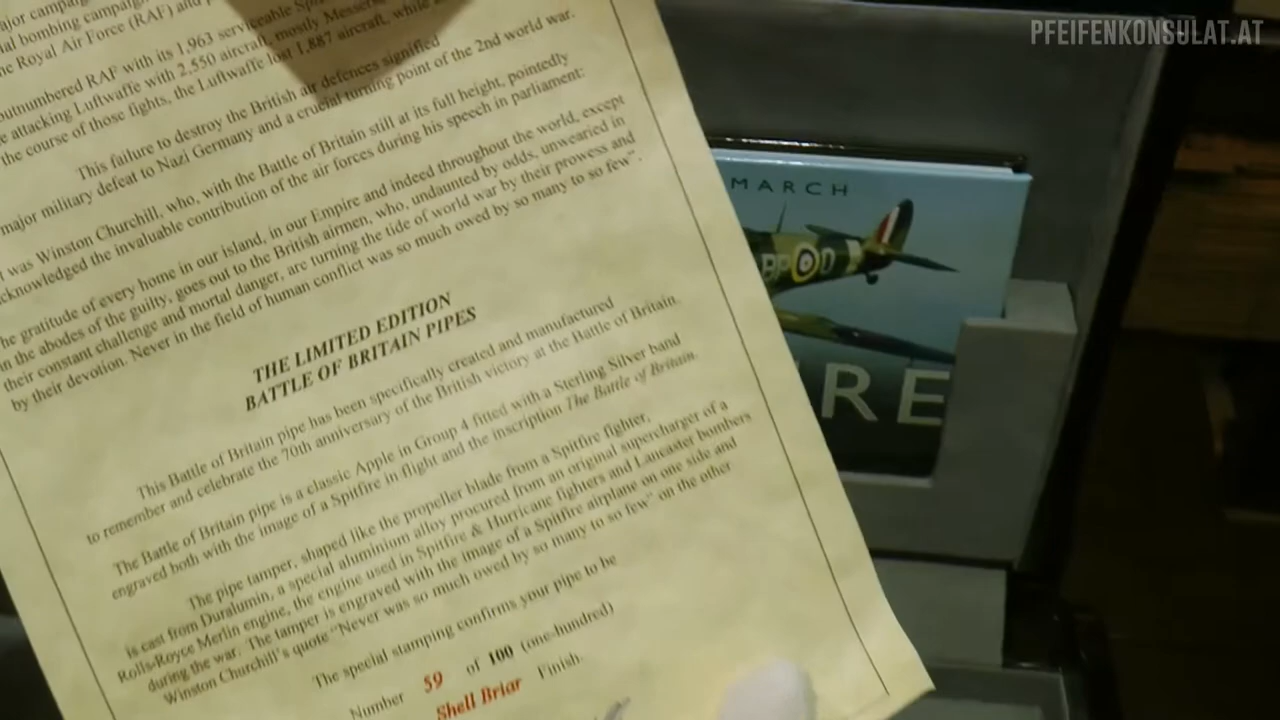 ajor campaig
ial bombing campaig
he Royal Air Force (RAF) and
outnumbered RAF with its 1,963 serviceable
e attacking Luftwaffe with 2,550 aircraft, mostly
the course of those fights, the Luftwaffe lost 1,887 aircraft, while
This failure to destroy the British air defences signified
major military defeat to Nazi Germany and a crucial turning point of the 2nd world war.
t was Winston Churchill, who, with the Battle of Britain still at its full height, pointedly
cknowledged the invaluable contribution of the air forces during his speech in parliament:
he gratitude of every home in our island, in our Empire and indeed throughout the world, except
in the abodes of the guilty, goes out to the British airmen, who, undaunted by odds, unwearied in
their constant challenge and mortal danger, are turning the tide of world war by their prowess and
by their devotion. Never in the field of human conflict was so much owed by so many to so few".
THE LIMITED EDITION
BATTLE OF BRITAIN PIPES
This Battle of Britain pipe has been specifically created and manufactured
to remember and celebrate the 70th anniversary of the British victory at the Battle of Britain.
The Battle of Britain pipe is a classic Apple in Group 4 fitted with a Sterling Silver band
engraved both with the image of a Spitfire in flight and the inscription The Battle of Britain.
The pipe tamper, shaped like the propeller blade from a Spitfire fighter,
is cast from Duralumin, a special aluminium alloy procured from an original supercharger of a
Rolls-Royce Merlin engine, the engine used in Spitfire & Hurricane fighters and Lancaster bombers
during the war. The tamper is engraved with the image of a Spitfire airplane on one side and
Winston Churchill's quote "Never was so much owed by so many to so few" on the other
The special stamping confirms your pipe to be
Number 59 of 100 (one-hundred)
Shell Briar Finish.
MARCH
BP D
RE
PFEIFENKONSULAT.AT